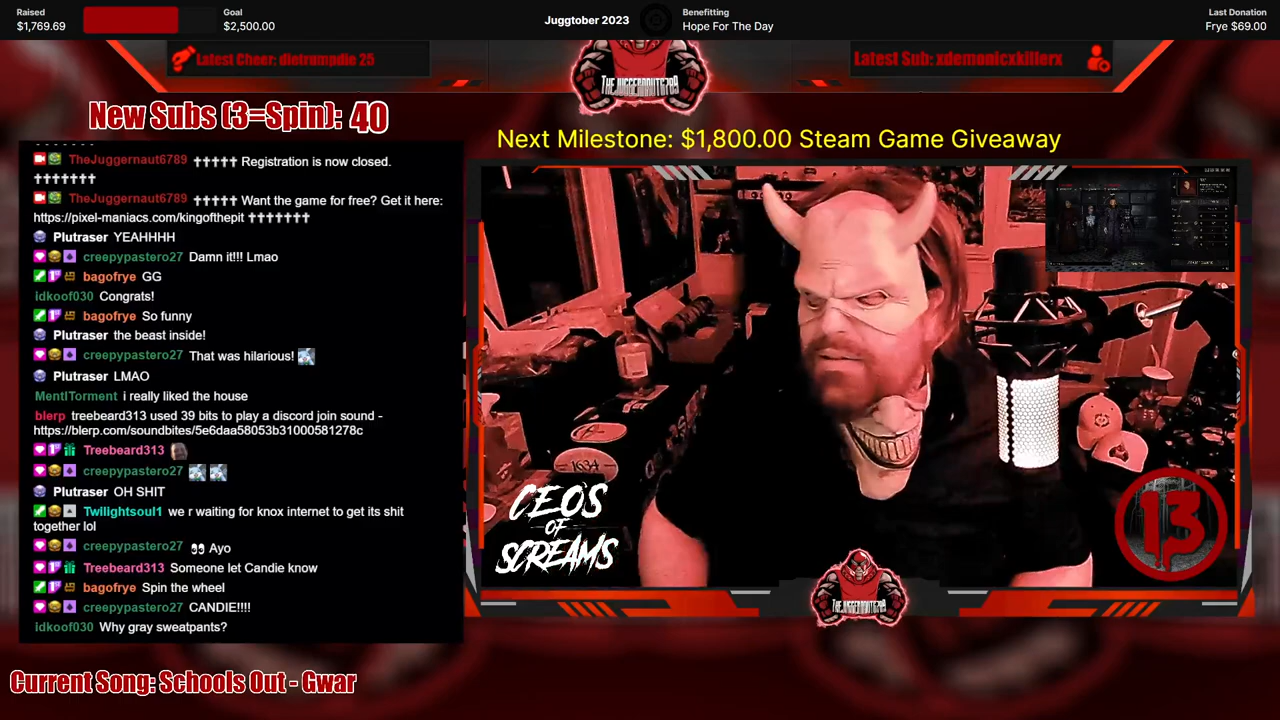 Raised
$1,769.69
Goal
$2,500.00
Juggtober 2023
Benefitting
Hope For The Day
Last Donation
Frye $69.00
Latest Cheer: dietrumpdie 25
Latest Sub: xdemonicxkillerx
THEJUGGERNAUT6789
New Subs (3=Spin): 40
Next Milestone: $1,800.00 Steam Game Giveaway
TheJuggernaut6789 ✝✝✝✝✝ Registration is now closed.
✝✝✝✝✝✝✝
TheJuggernaut6789 ✝✝✝✝✝ Want the game for free? Get it here:
https://pixel-maniacs.com/kingofthepit ✝✝✝✝✝✝✝
Plutraser YEAHHHH
creepypastero27 Damn it!!! Lmao
bagofrye GG
idkoof030 Congrats!
bagofrye So funny
Plutraser the beast inside!
creepypastero27 That was hilarious!
Plutraser LMAO
MentlTorment i really liked the house
blerp treebeard313 used 39 bits to play a discord join sound -
https://blerp.com/soundbites/5e6daa58053b31000581278c
Treebeard313
creepypastero27
Plutraser OH SHIT
Twilightsoul1 we r waiting for knox internet to get its shit
together lol
creepypastero27 👀 Ayo
Treebeard313 Someone let Candie know
bagofrye Spin the wheel
creepypastero27 CANDIE!!!!
idkoof030 Why gray sweatpants?
1634
CEO'S
OF
SCREAMS
13
THEJUGGERNAUT6789
Current Song: Schools Out - Gwar